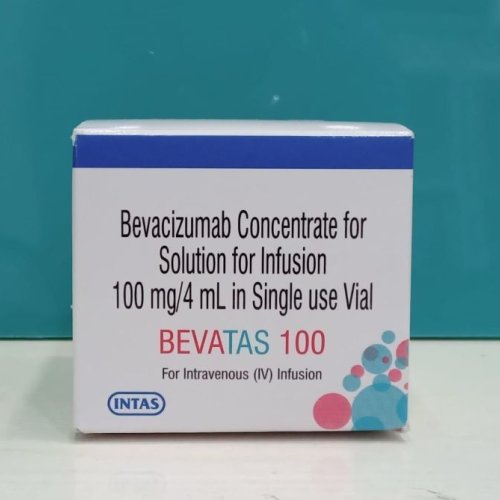 Bevacizumab Concentrate for
Solution for Infusion
100 mg/4 mL in Single use Vial
BEVATAS 100
For Intravenous (IV) Infusion
INTAS